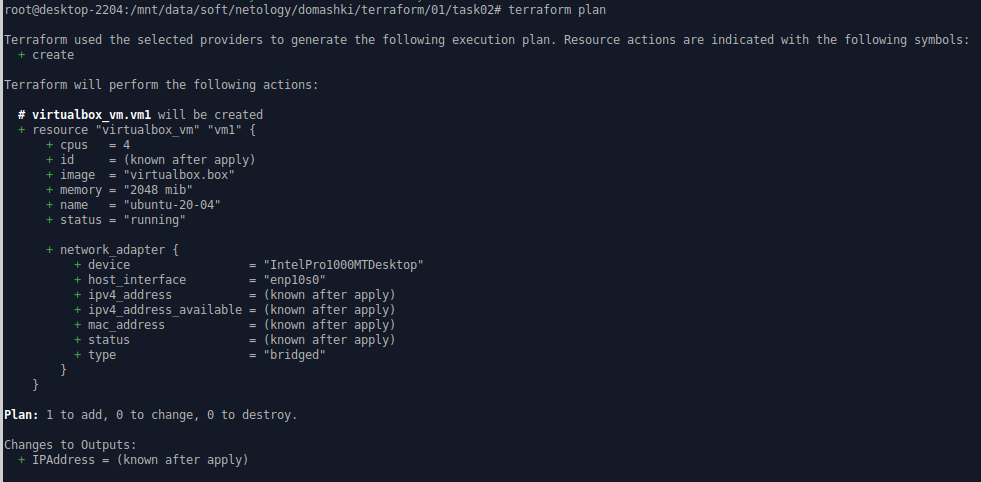 root@desktop-2204:/mnt/data/soft/netology/domashki/terraform/01/task02# terraform plan
Terraform used the selected providers to generate the following execution plan. Resource actions are indicated with the following symbols:
  + create
Terraform will perform the following actions:
  # virtualbox_vm.vm1 will be created
  + resource "virtualbox_vm" "vm1" {
      + cpus   = 4
      + id     = (known after apply)
      + image  = "virtualbox.box"
      + memory = "2048 mib"
      + name   = "ubuntu-20-04"
      + status = "running"
      + network_adapter {
          + device                 = "IntelPro1000MTDesktop"
          + host_interface         = "enp10s0"
          + ipv4_address           = (known after apply)
          + ipv4_address_available = (known after apply)
          + mac_address            = (known after apply)
          + status                 = (known after apply)
          + type                   = "bridged"
        }
    }
Plan: 1 to add, 0 to change, 0 to destroy.
Changes to Outputs:
  + IPAddress = (known after apply)